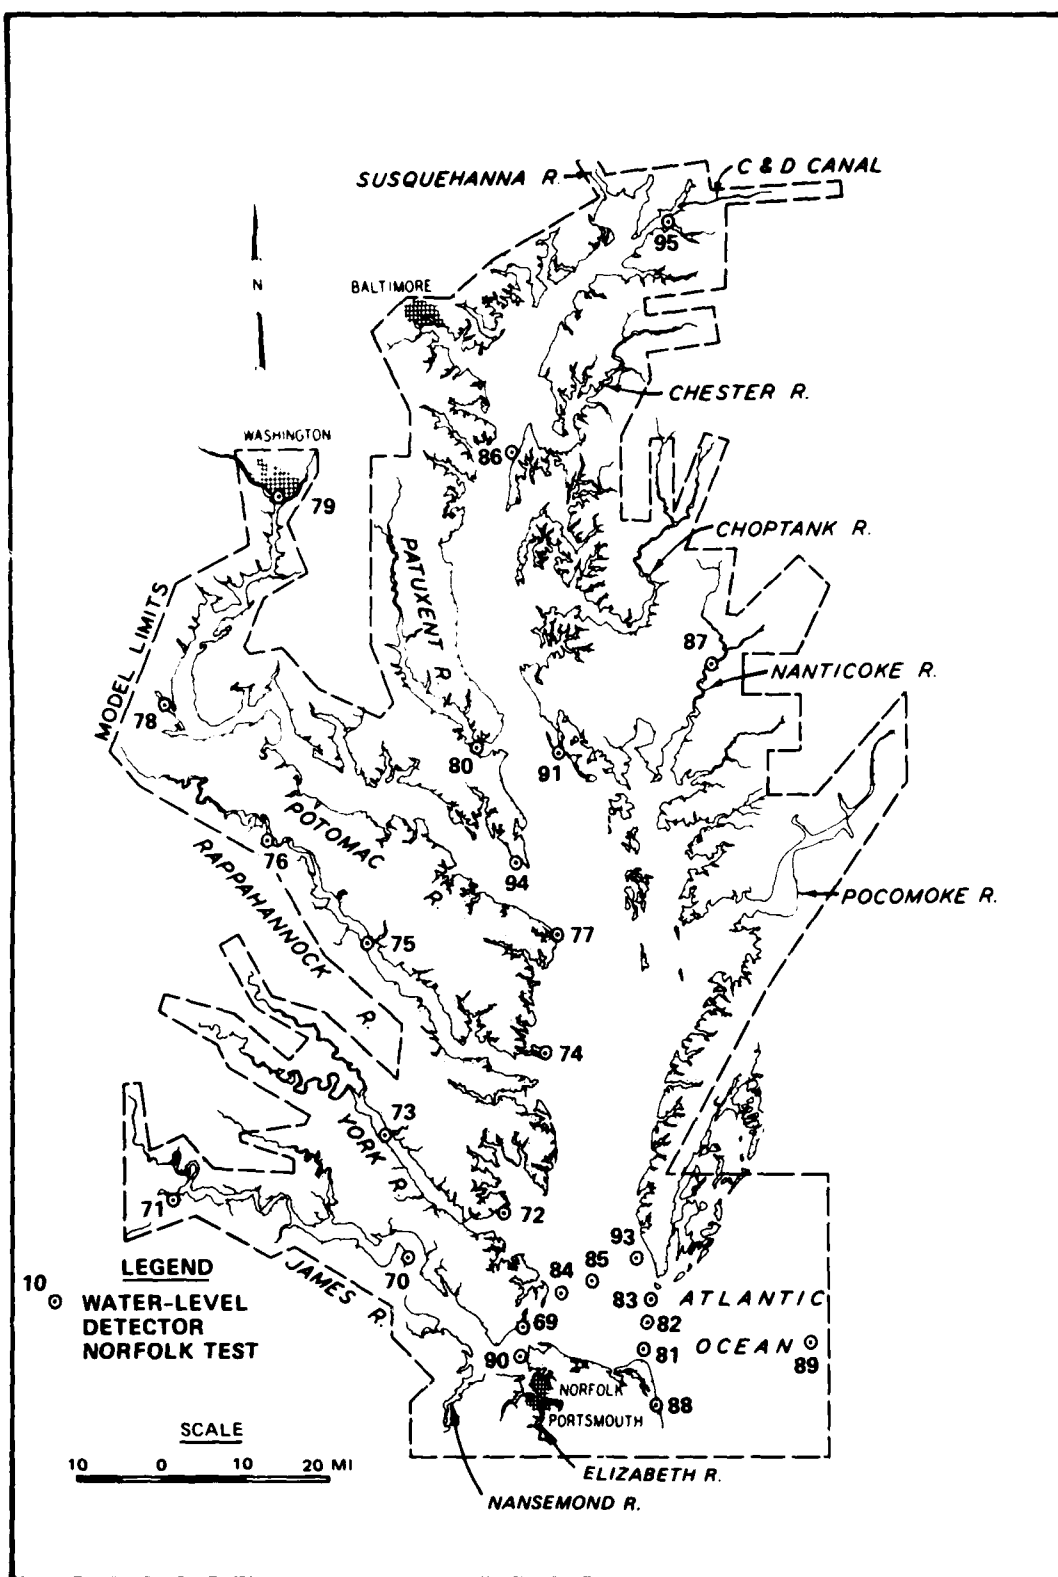 SUSQUEHANNA R.
C & D CANAL
95
N
BALTIMORE
CHESTER R.
WASHINGTON
86
79
CHOPTANK R.
PATUXENT R.
MODEL LIMITS
87
NANTICOKE R.
78
80
91
POTOMAC R.
76
RAPPAHANNOCK R.
94
POCOMOKE R.
75
77
74
73
YORK R.
71
72
93
LEGEND
10
WATER-LEVEL
DETECTOR
NORFOLK TEST
JAMES R.
70
84
85
83
ATLANTIC
OCEAN
82
69
81
89
90
NORFOLK
88
PORTSMOUTH
SCALE
10 0 10 20 MI
ELIZABETH R.
NANSEMOND R.